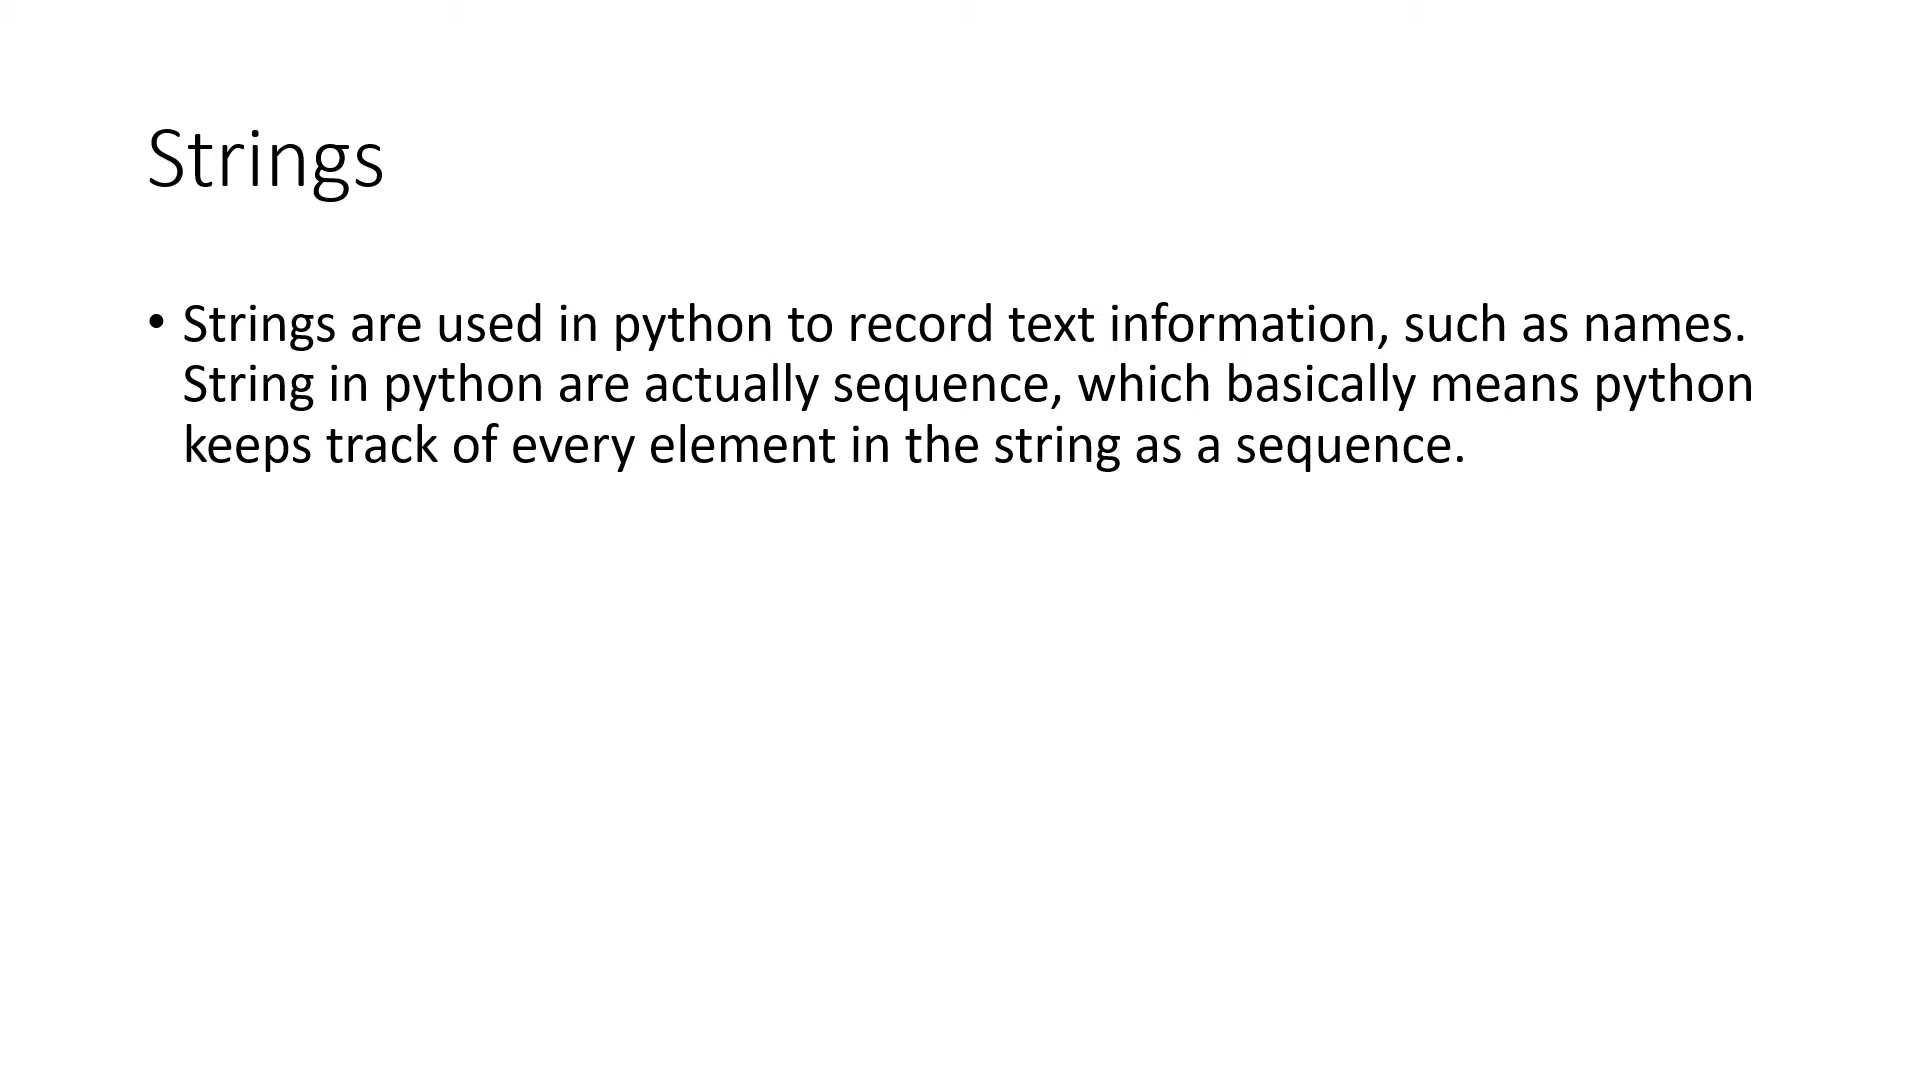 Strings
• Strings are used in python to record text information, such as names.
String in python are actually sequence, which basically means python
keeps track of every element in the string as a sequence.